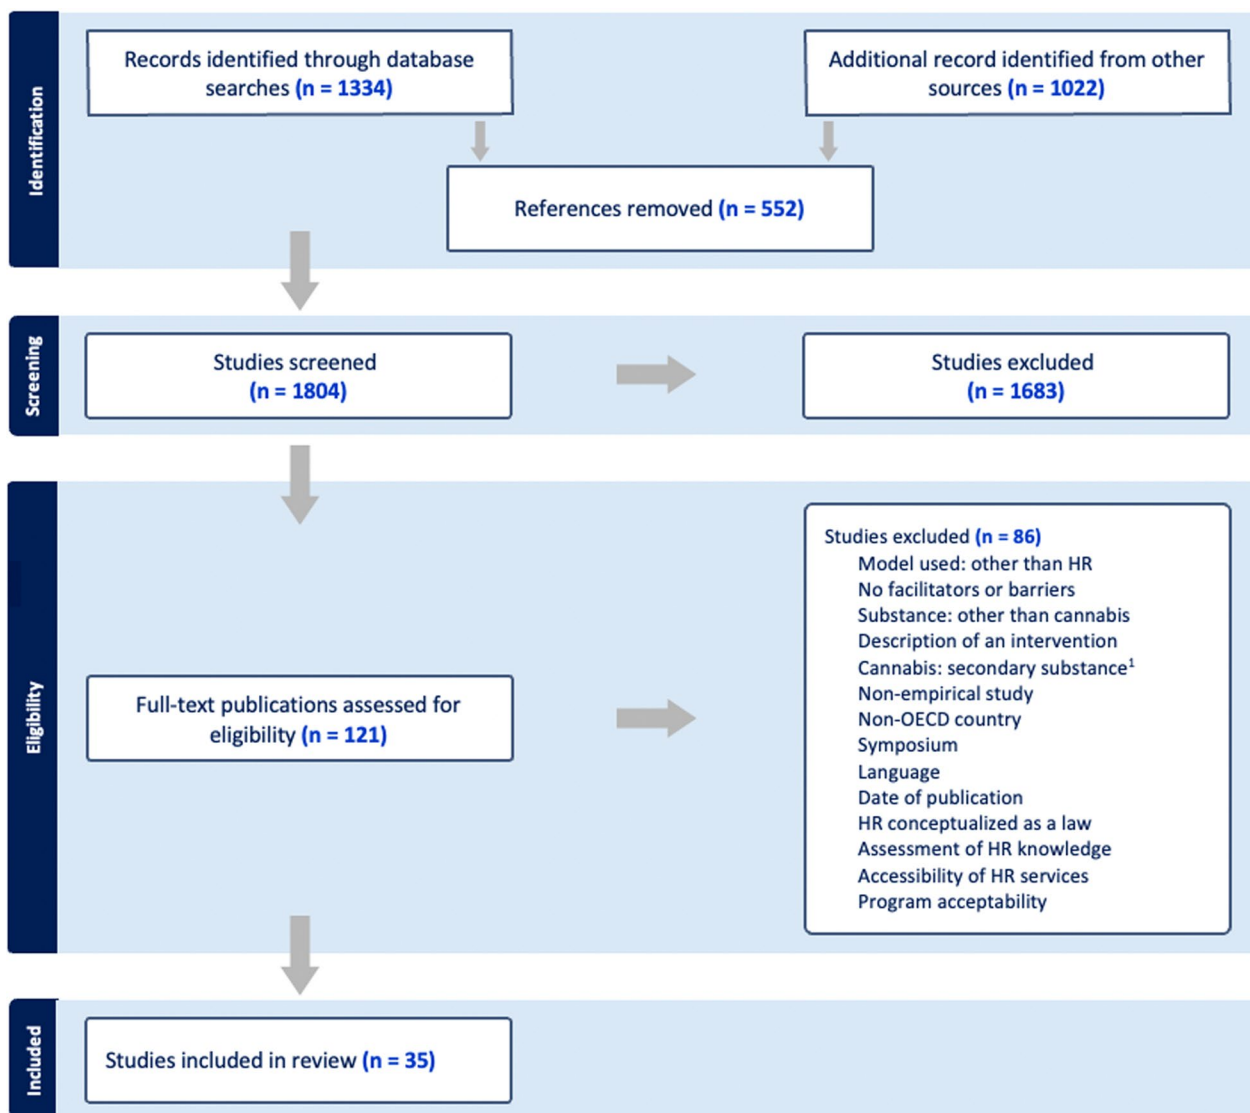 Identification
Records identified through database
searches (n = 1334)
Additional record identified from other
sources (n = 1022)
References removed (n = 552)
Screening
Studies screened
(n = 1804)
Studies excluded
(n = 1683)
Eligibility
Full-text publications assessed for
eligibility (n = 121)
Studies excluded (n = 86)
Model used: other than HR
No facilitators or barriers
Substance: other than cannabis
Description of an intervention
Cannabis: secondary substance¹
Non-empirical study
Non-OECD country
Symposium
Language
Date of publication
HR conceptualized as a law
Assessment of HR knowledge
Accessibility of HR services
Program acceptability
Included
Studies included in review (n = 35)